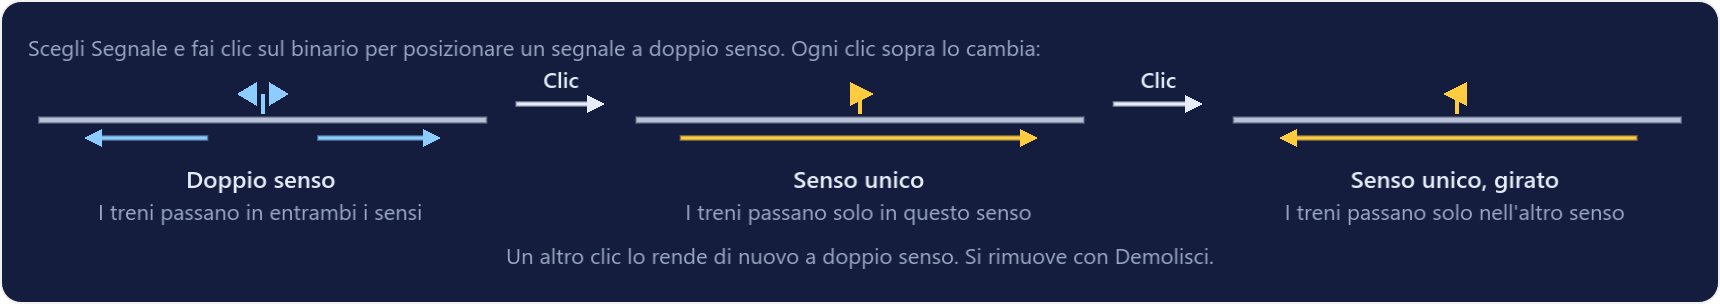 Scegli Segnale e fai clic sul binario per posizionare un segnale a doppio senso. Ogni clic sopra lo cambia:
Clic
Clic
Doppio senso
Senso unico
Senso unico, girato
I treni passano in entrambi i sensi
I treni passano solo in questo senso
I treni passano solo nell'altro senso
Un altro clic lo rende di nuovo a doppio senso. Si rimuove con Demolisci.